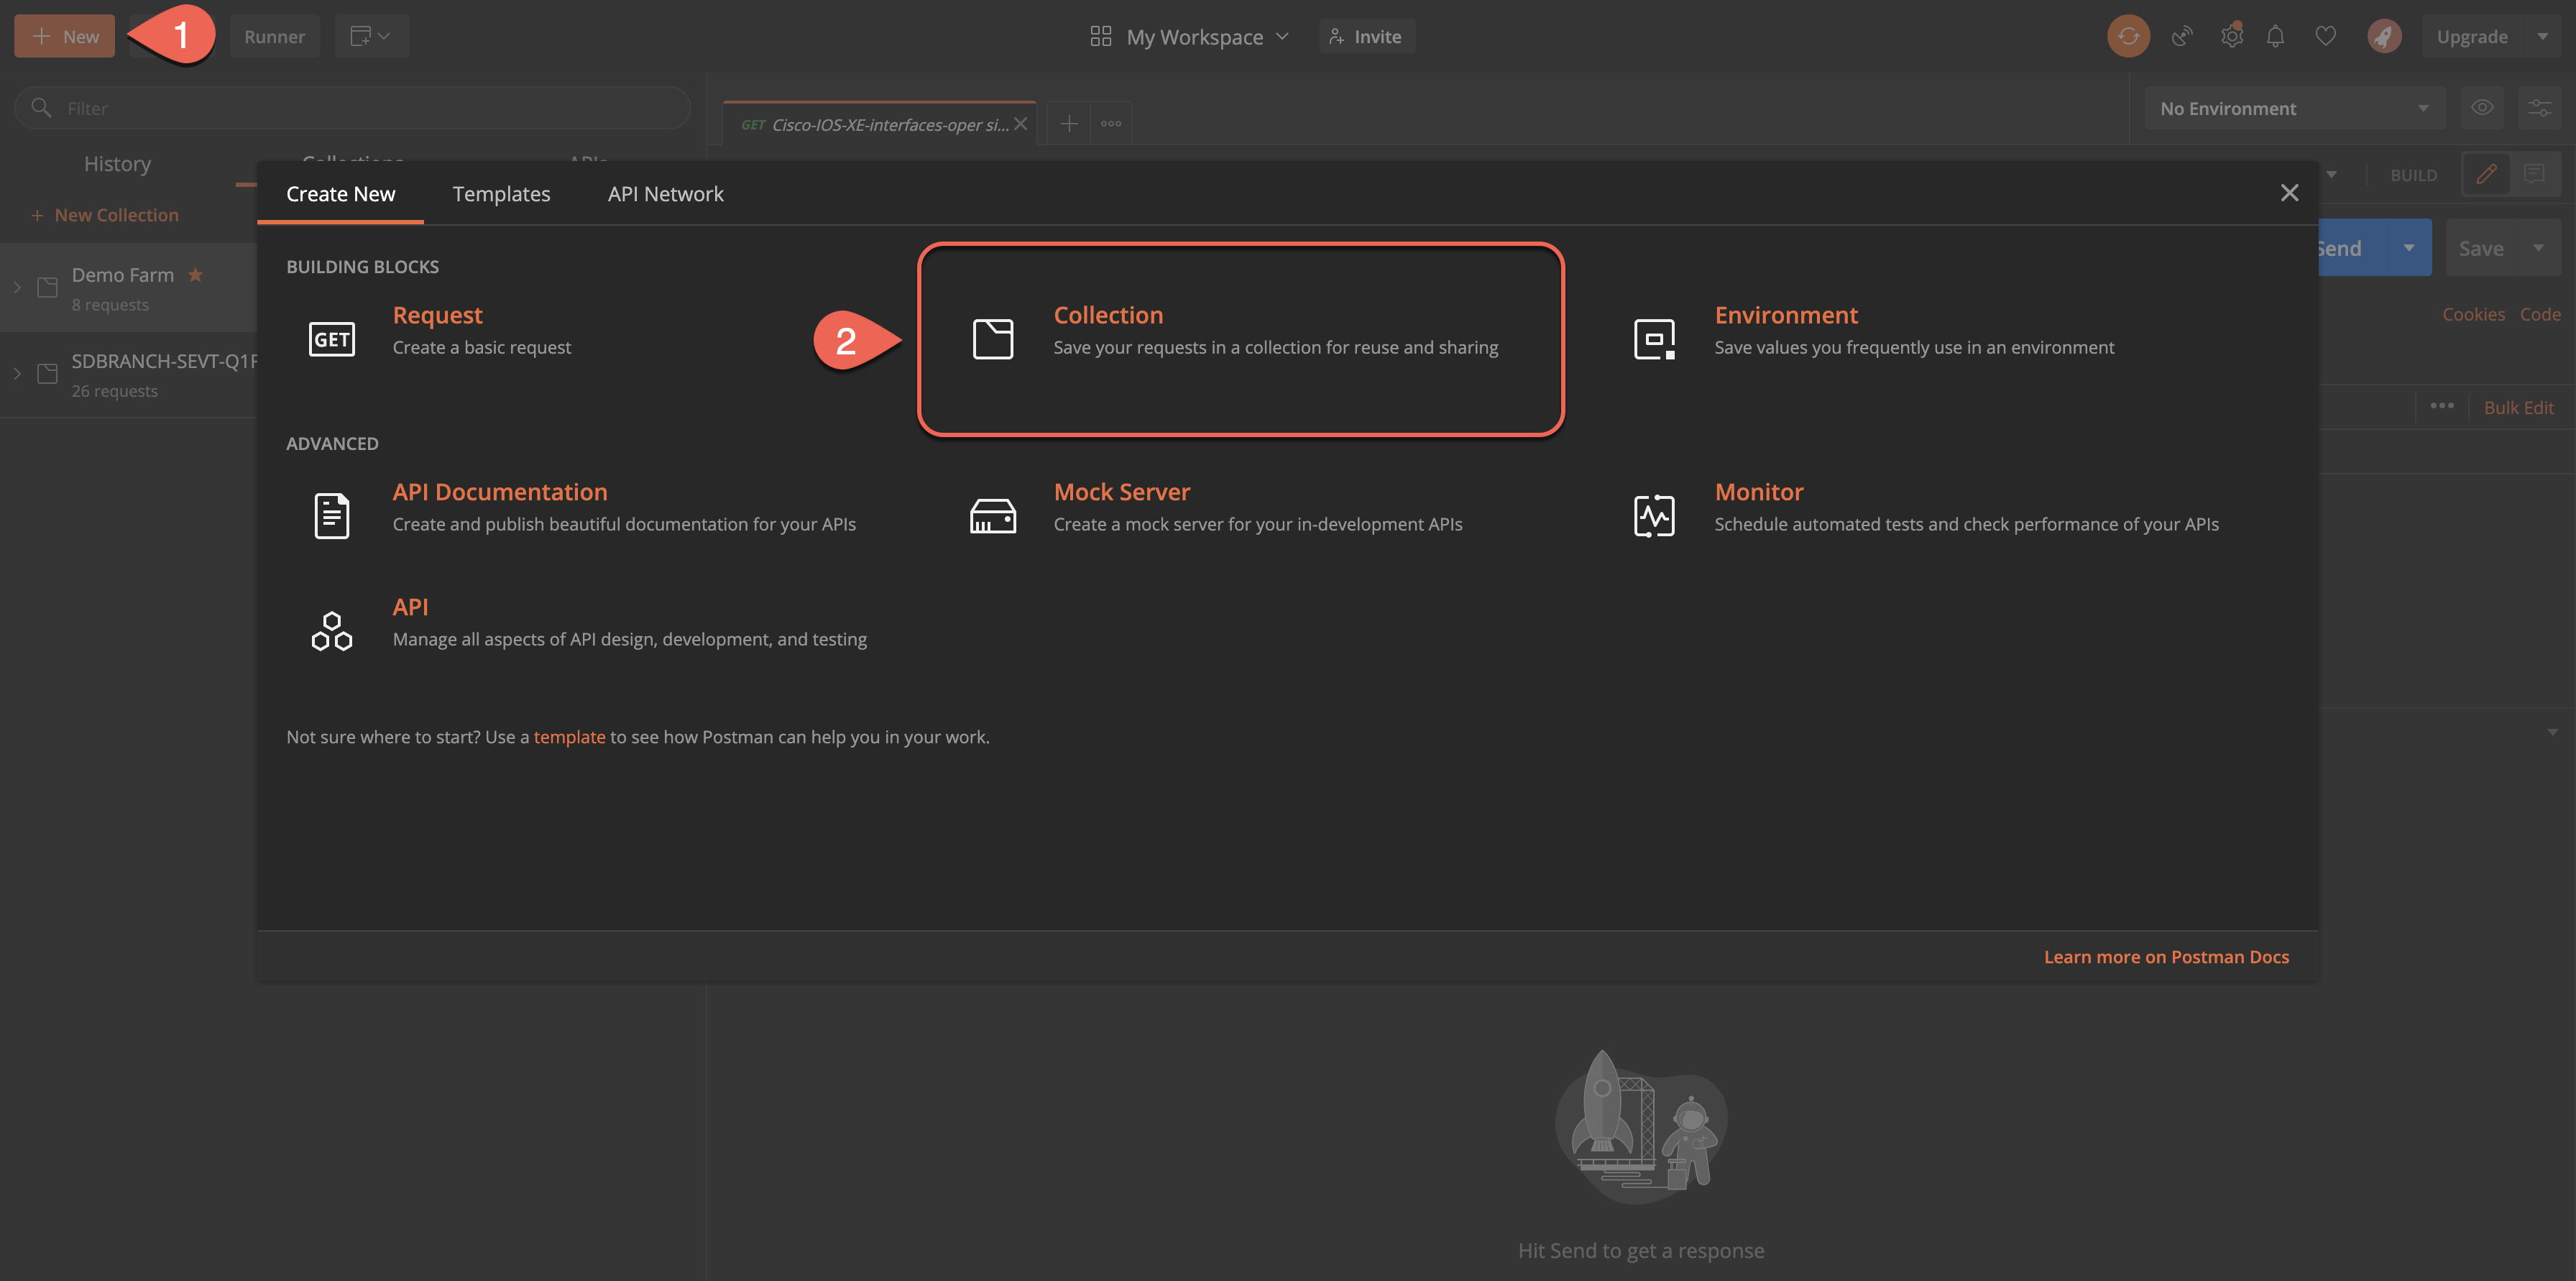 + New
1
Runner
My Workspace
Invite
Upgrade
Filter
GET Cisco-IOS-XE-interfaces-oper si...
No Environment
History
Collections
APIs
BUILD
+ New Collection
Create New
Templates
API Network
Send
Save
Demo Farm
8 requests
BUILDING BLOCKS
GET
Request
Create a basic request
2
Collection
Save your requests in a collection for reuse and sharing
Environment
Save values you frequently use in an environment
Cookies
Code
SDBRANCH-SEVT-Q1F
26 requests
Bulk Edit
ADVANCED
API Documentation
Create and publish beautiful documentation for your APIs
Mock Server
Create a mock server for your in-development APIs
Monitor
Schedule automated tests and check performance of your APIs
API
Manage all aspects of API design, development, and testing
Not sure where to start? Use a template to see how Postman can help you in your work.
Learn more on Postman Docs
Hit Send to get a response